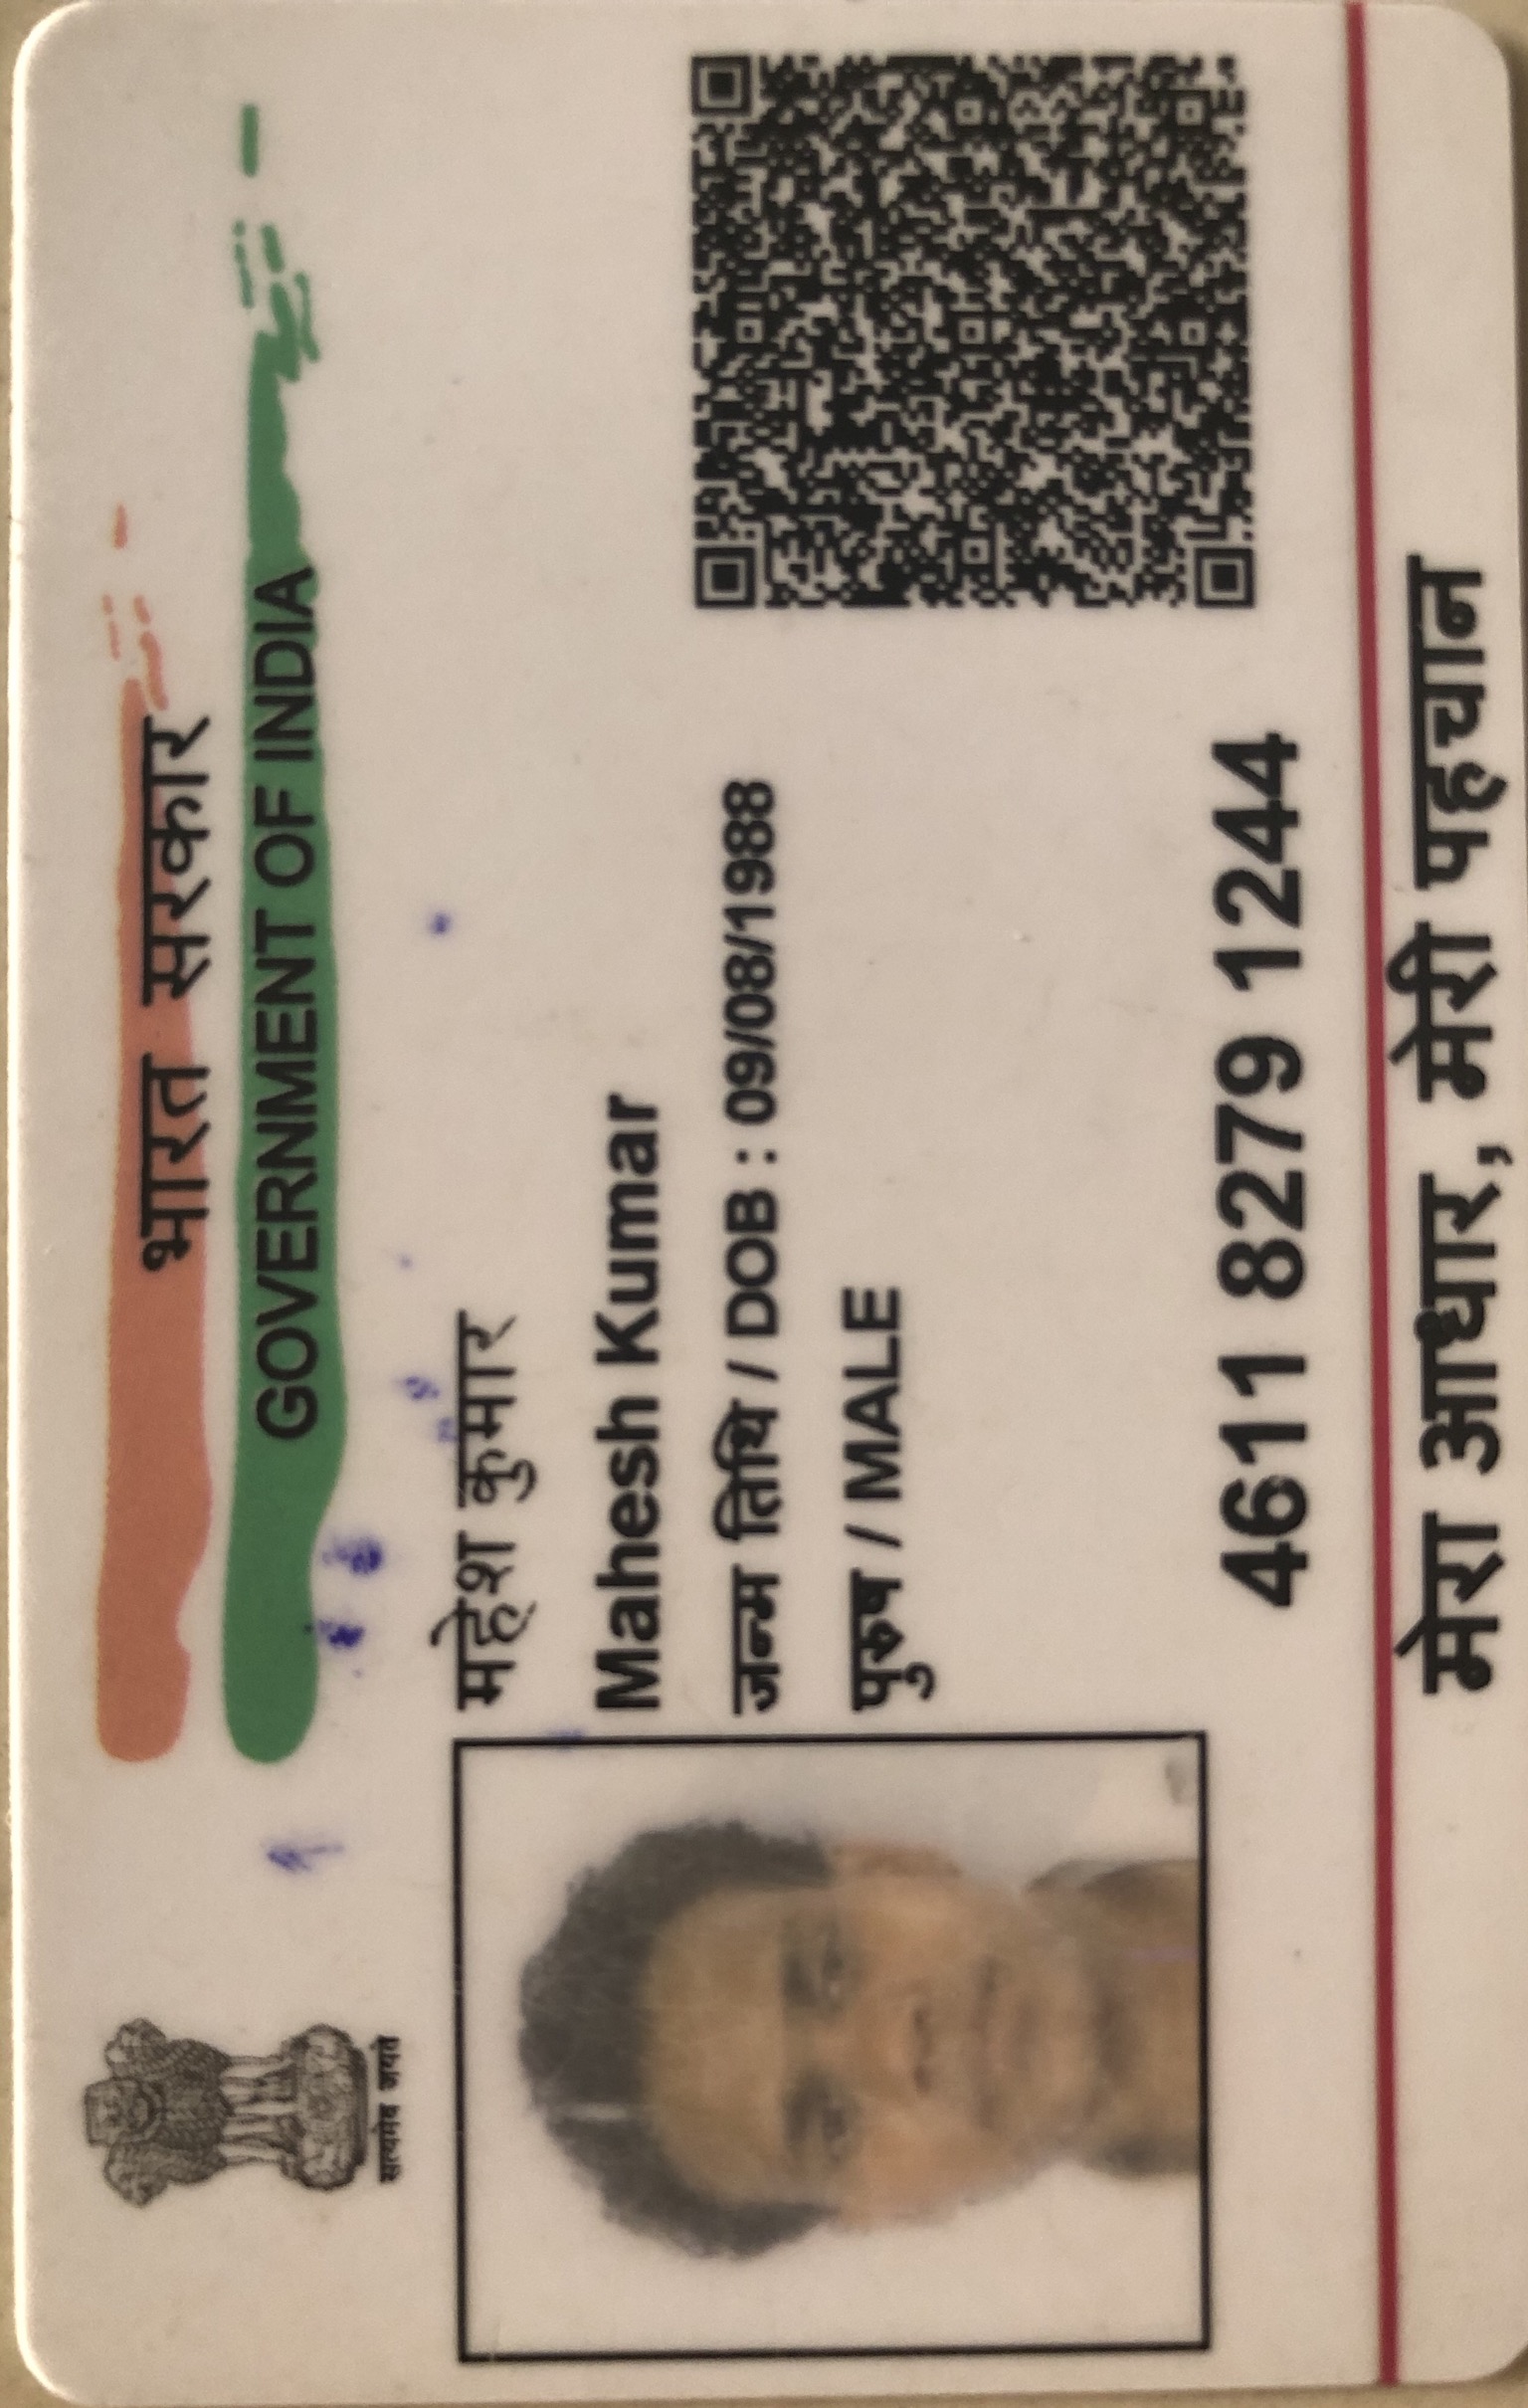 भारत सरकार
GOVERNMENT OF INDIA
सत्यमेव जयते
महेश कुमार
Mahesh Kumar
जन्म तिथि / DOB : 09/08/1988
पुरुष / MALE
4611 8279 1244
मेरा आधार, मेरी पहचान